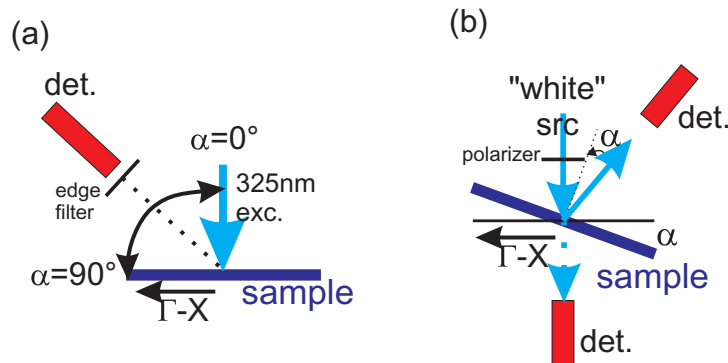 (a)
det.
α=0°
edge
filter
325nm
exc.
α=90°
Γ-X
sample
(b)
"white"
src
det.
α
polarizer
α
Γ-X
sample
det.